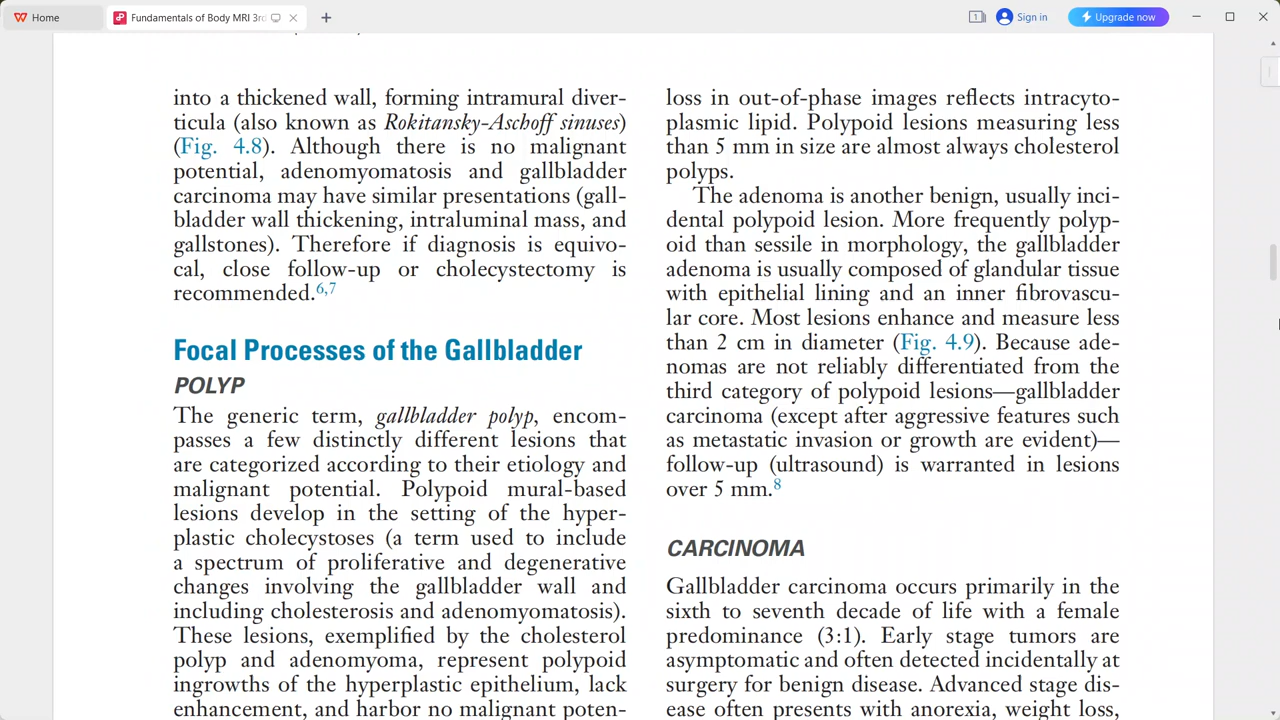 Home
Fundamentals of Body MRI 3rd
Sign in
Upgrade now
into a thickened wall, forming intramural diver-
ticula (also known as Rokitansky-Aschoff sinuses)
(Fig. 4.8). Although there is no malignant
potential, adenomyomatosis and gallbladder
carcinoma may have similar presentations (gall-
bladder wall thickening, intraluminal mass, and
gallstones). Therefore if diagnosis is equivo-
cal, close follow-up or cholecystectomy is
recommended.6,7
Focal Processes of the Gallbladder
POLYP
The generic term, gallbladder polyp, encom-
passes a few distinctly different lesions that
are categorized according to their etiology and
malignant potential. Polypoid mural-based
lesions develop in the setting of the hyper-
plastic cholecystoses (a term used to include
a spectrum of proliferative and degenerative
changes involving the gallbladder wall and
including cholesterosis and adenomyomatosis).
These lesions, exemplified by the cholesterol
polyp and adenomyoma, represent polypoid
ingrowths of the hyperplastic epithelium, lack
enhancement, and harbor no malignant poten-
loss in out-of-phase images reflects intracyto-
plasmic lipid. Polypoid lesions measuring less
than 5 mm in size are almost always cholesterol
polyps.
The adenoma is another benign, usually inci-
dental polypoid lesion. More frequently polyp-
oid than sessile in morphology, the gallbladder
adenoma is usually composed of glandular tissue
with epithelial lining and an inner fibrovascu-
lar core. Most lesions enhance and measure less
than 2 cm in diameter (Fig. 4.9). Because ade-
nomas are not reliably differentiated from the
third category of polypoid lesions—gallbladder
carcinoma (except after aggressive features such
as metastatic invasion or growth are evident)—
follow-up (ultrasound) is warranted in lesions
over 5 mm.8
CARCINOMA
Gallbladder carcinoma occurs primarily in the
sixth to seventh decade of life with a female
predominance (3:1). Early stage tumors are
asymptomatic and often detected incidentally at
surgery for benign disease. Advanced stage dis-
ease often presents with anorexia, weight loss,